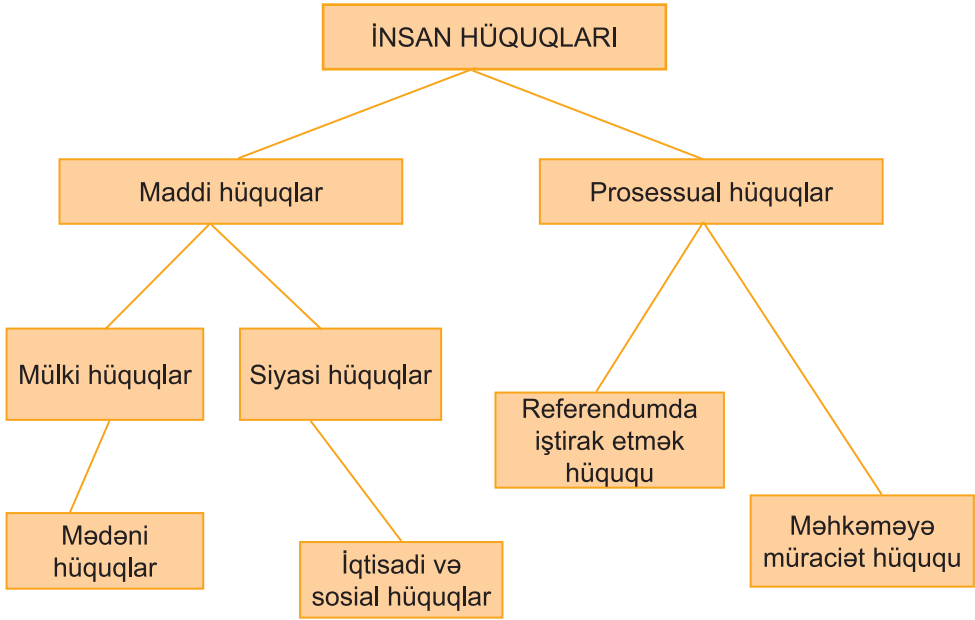 İNSAN HÜQUQLARI
Maddi hüquqlar
Prosessual hüquqlar
Mülki hüquqlar
Siyasi hüquqlar
Referendumda
iştirak etmək
hüququ
Mədəni
hüquqlar
İqtisadi və
sosial hüquqlar
Məhkəməyə
müraciət hüququ